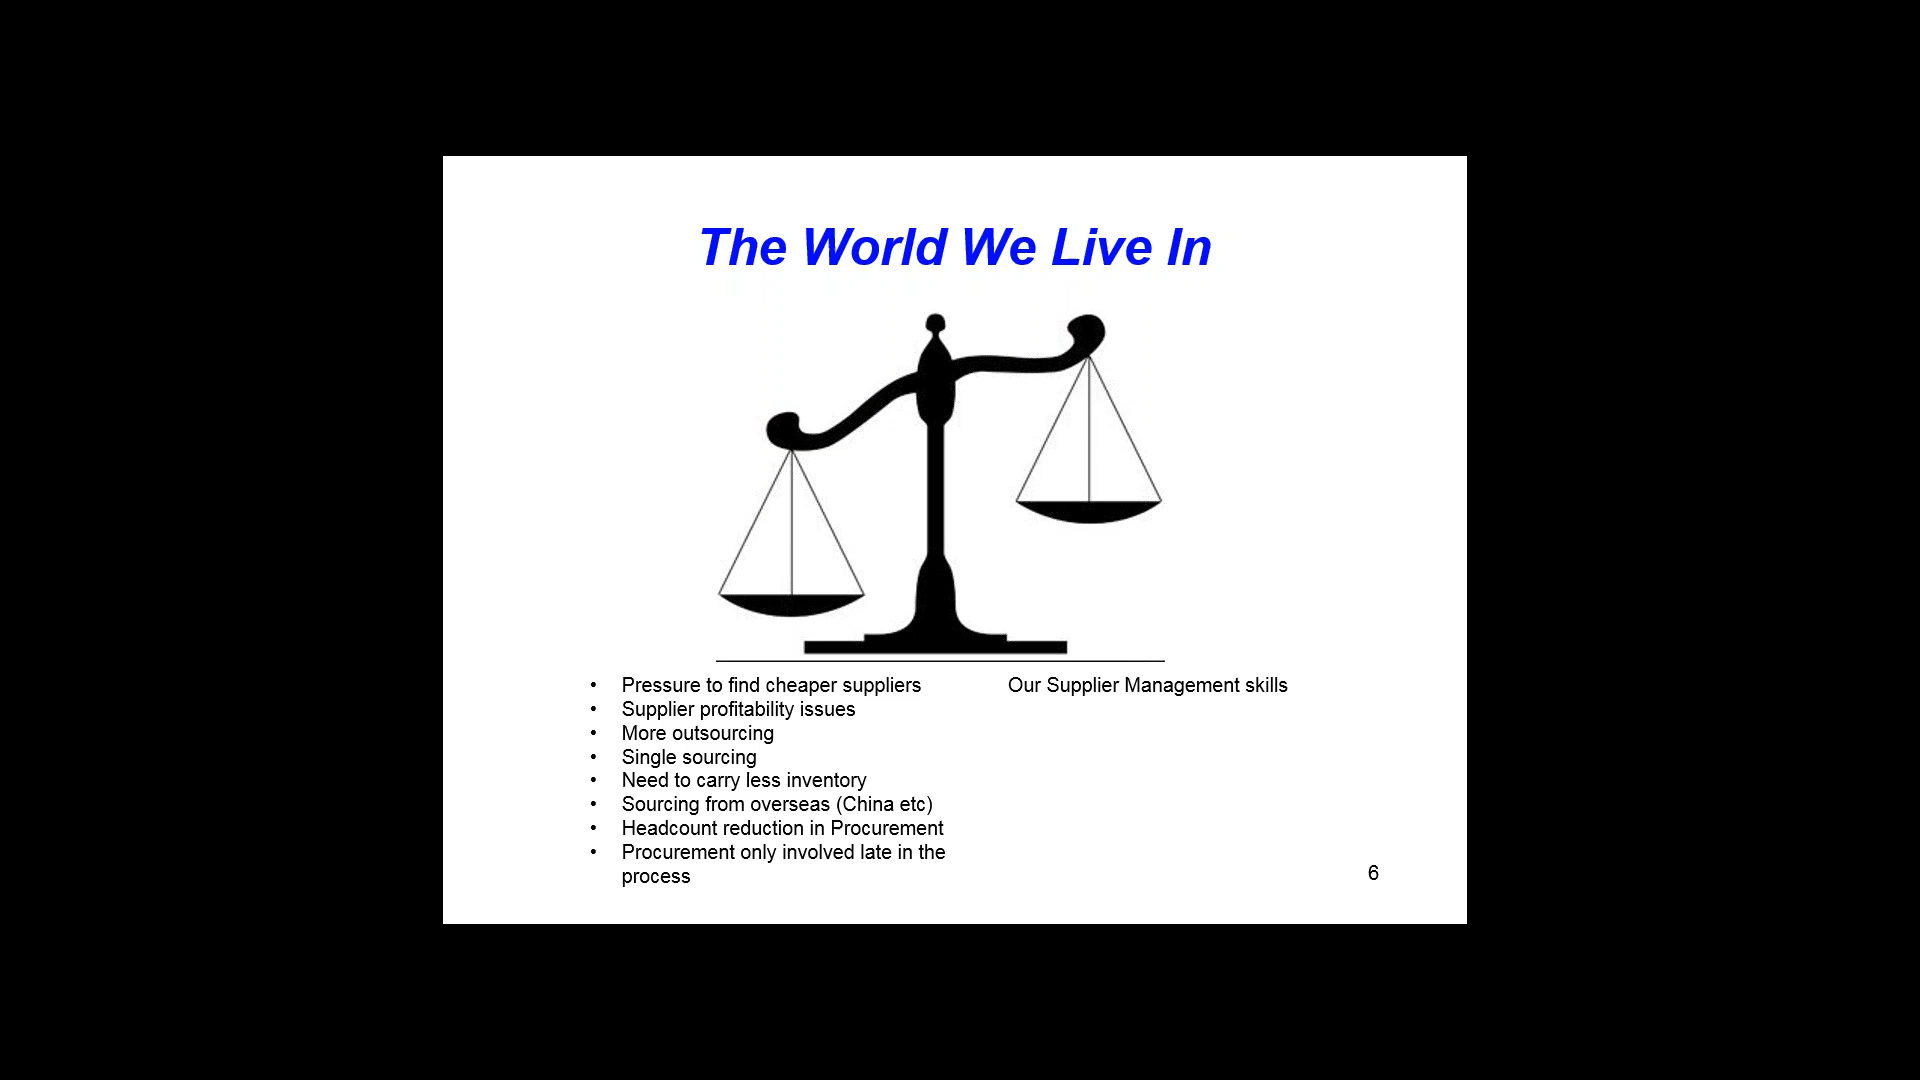 The World We Live In
• Pressure to find cheaper suppliers
• Supplier profitability issues
• More outsourcing
• Single sourcing
• Need to carry less inventory
• Sourcing from overseas (China etc)
• Headcount reduction in Procurement
• Procurement only involved late in the
process
Our Supplier Management skills
6